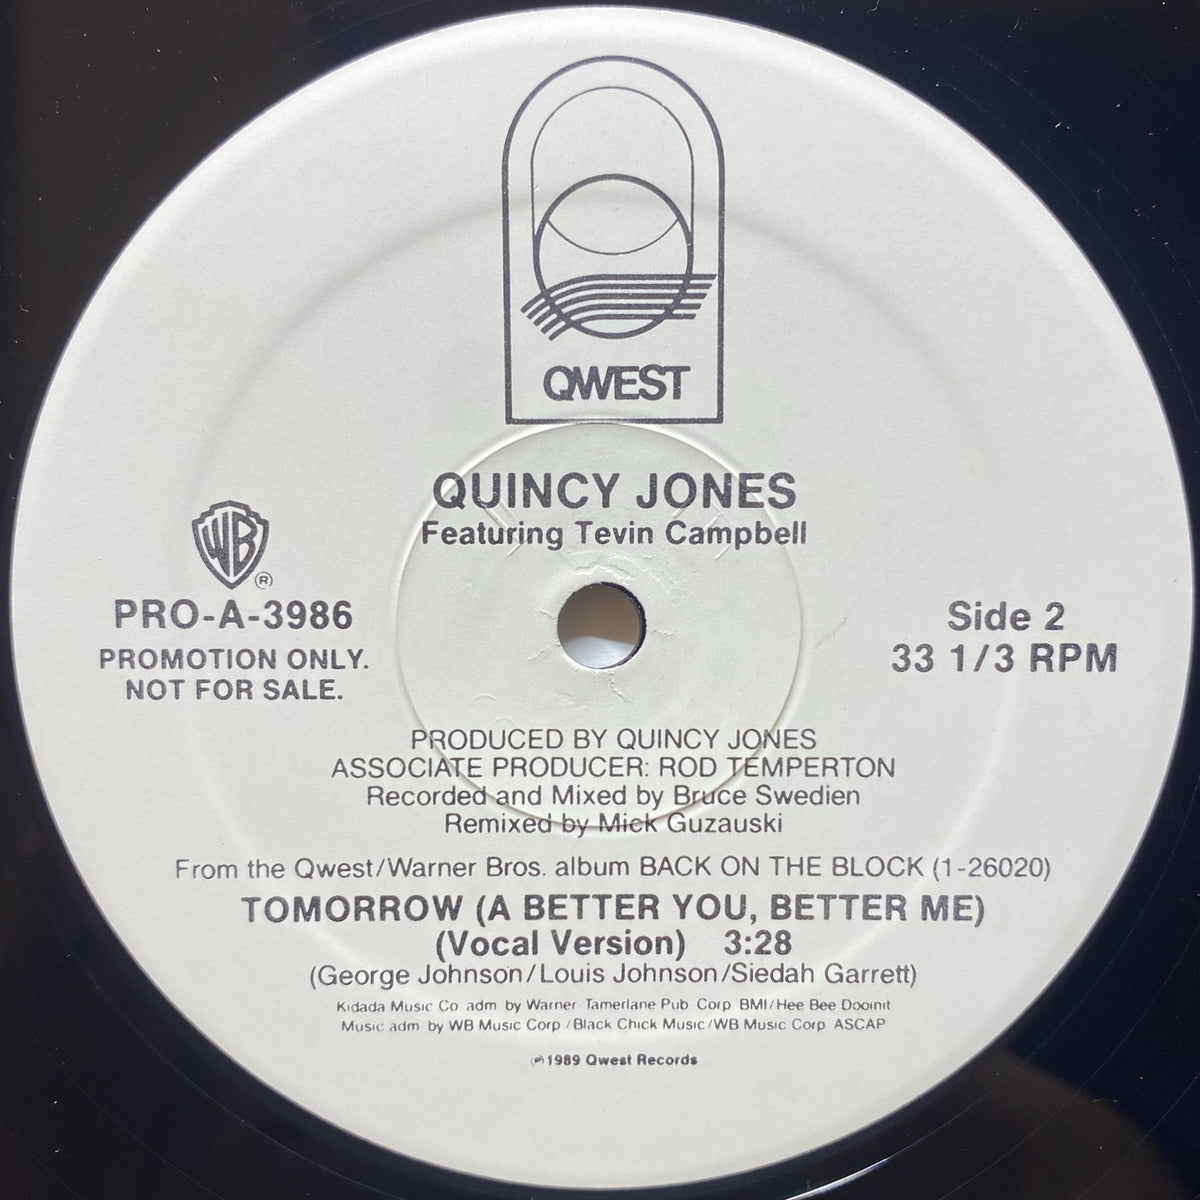 QWEST
QUINCY JONES
Featuring Tevin Campbell
WB
®
PRO-A-3986
PROMOTION ONLY.
NOT FOR SALE.
Side 2
33 1/3 RPM
PRODUCED BY QUINCY JONES
ASSOCIATE PRODUCER: ROD TEMPERTON
Recorded and Mixed by Bruce Swedien
Remixed by Mick Guzauski
From the Qwest/Warner Bros. album BACK ON THE BLOCK (1-26020)
TOMORROW (A BETTER YOU, BETTER ME)
(Vocal Version) 3:28
(George Johnson/Louis Johnson/Siedah Garrett)
Kidada Music Co adm by Warner-Tamerlane Pub Corp BMI/Hee Bee Dooinit
Music adm by WB Music Corp /Black Chick Music/WB Music Corp ASCAP
℗1989 Qwest Records